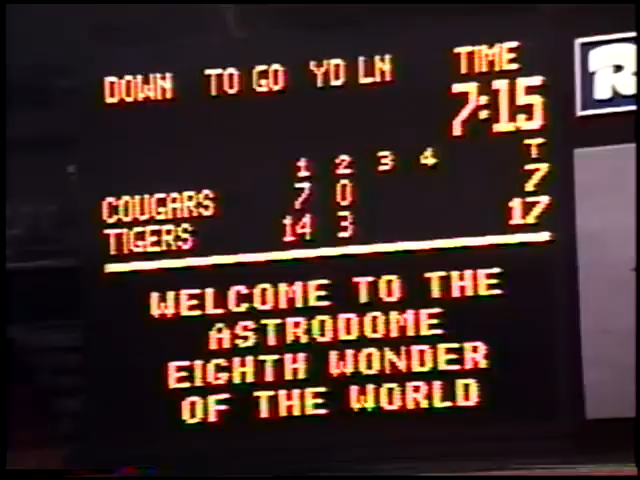 DOWN TO GO YD LN TIME
7:15
1 2 3 4 T
COUGARS 7 0 7
TIGERS 14 3 17
WELCOME TO THE
ASTRODOME
EIGHTH WONDER
OF THE WORLD